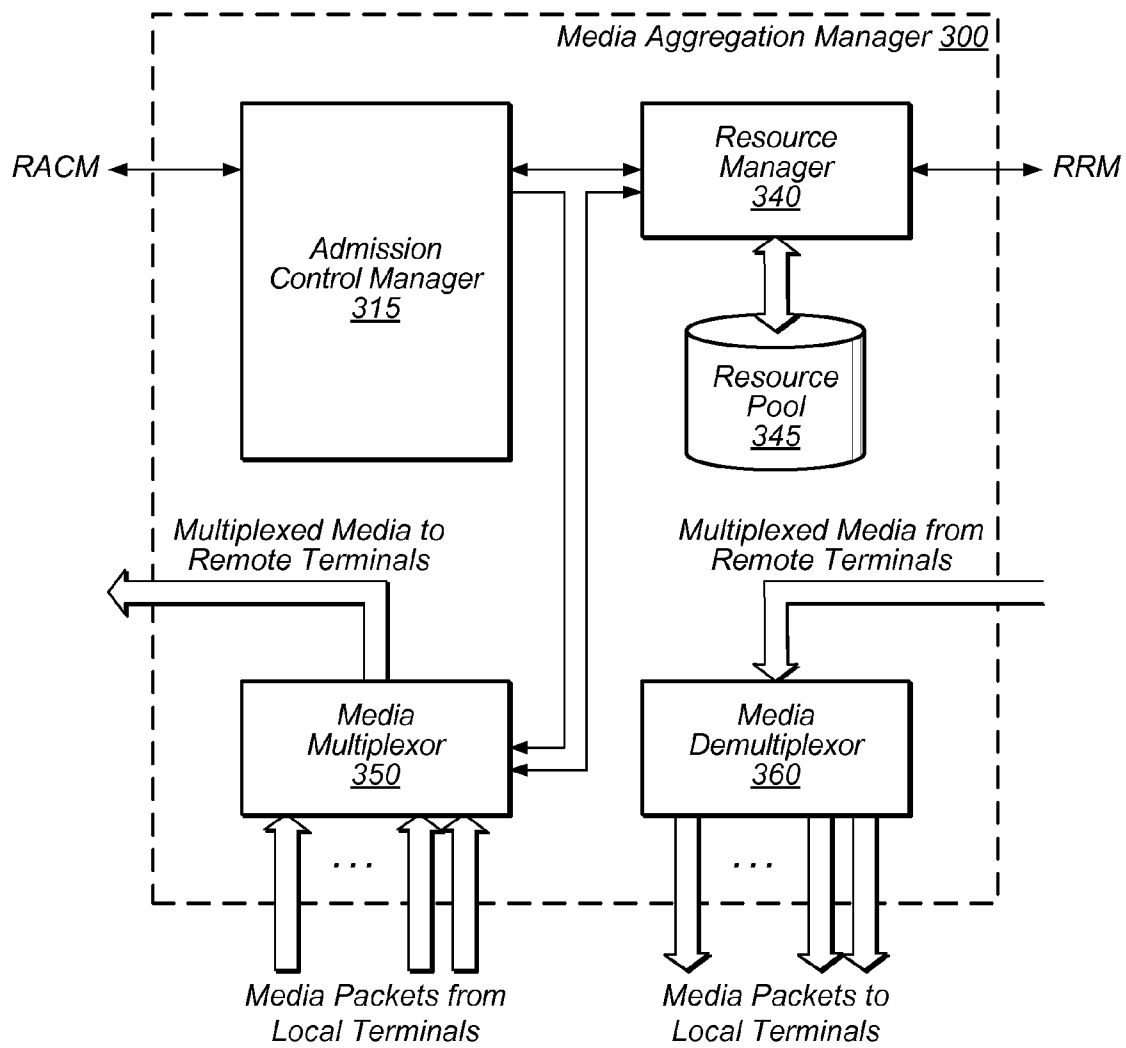 Media Aggregation Manager 300
RACM
Admission
Control Manager
315
Resource
Manager
340
RRM
Resource
Pool
345
Multiplexed Media to
Remote Terminals
Multiplexed Media from
Remote Terminals
Media
Multiplexor
350
Media
Demultiplexor
360
. . .
. . .
Media Packets from
Local Terminals
Media Packets to
Local Terminals